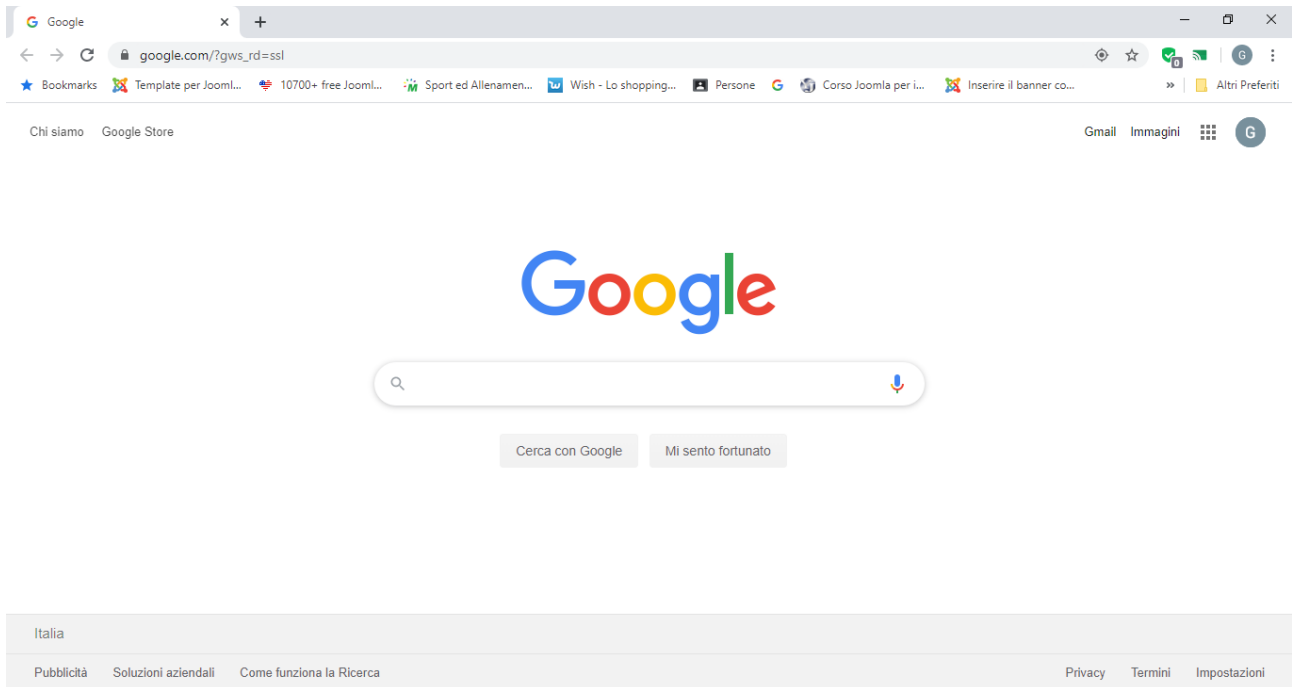 Google
google.com/?gws_rd=ssl
0
G
Bookmarks Template per Jooml... 10700+ free Jooml... Sport ed Allenamen... Wish - Lo shopping... Persone Corso Joomla per i... Inserire il banner co... » Altri Preferiti
Chi siamo Google Store Gmail Immagini G
Google
Cerca con Google Mi sento fortunato
Italia
Pubblicità Soluzioni aziendali Come funziona la Ricerca Privacy Termini Impostazioni